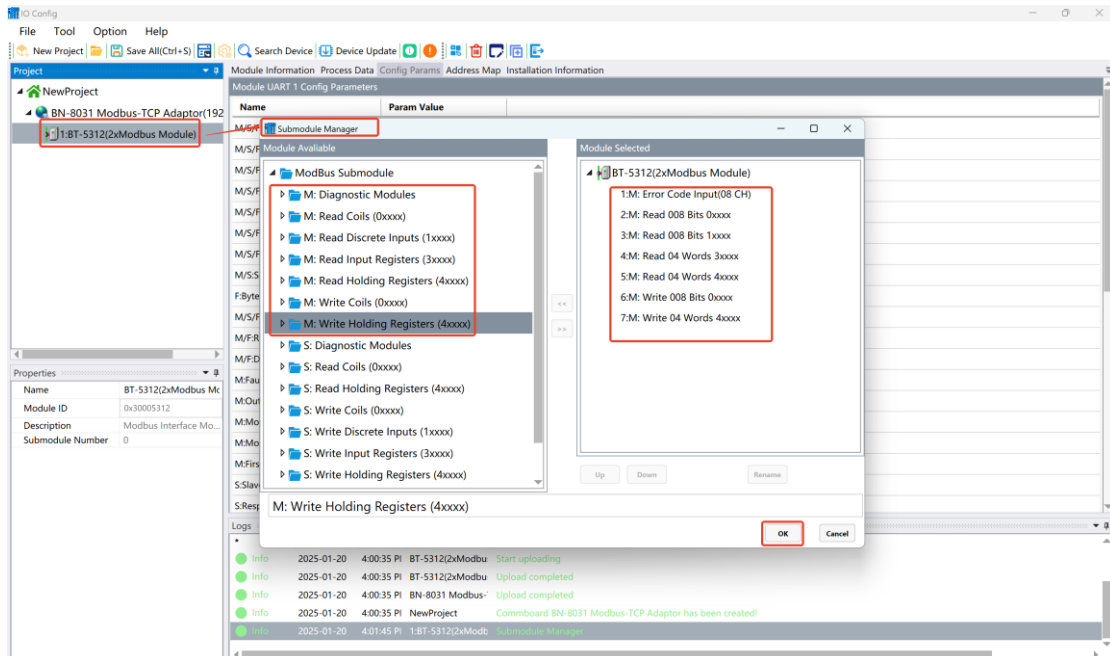 IO Config
File Tool Option Help
New Project Save All(Ctrl+S) Search Device Device Update
Project
NewProject
BN-8031 Modbus-TCP Adaptor(192
1:BT-5312(2xModbus Module)
Properties
Name BT-5312(2xModbus Mc
Module ID 0x30005312
Description Modbus Interface Mo...
Submodule Number 0
Module Information Process Data Config Params Address Map Installation Information
Module UART 1 Config Parameters
Name Param Value
M/S/F
M/S/F
M/S/F
M/S/F
M/S/F
M/S/F
M/S/F
M/S:S
F:Byte
M/S/F
M/F:R
M/F:D
M:Fau
M:Out
M:Mo
M:Mo
M:Firs
S:Slav
S:Resp
Submodule Manager
Module Avaliable
ModBus Submodule
M: Diagnostic Modules
M: Read Coils (0xxxx)
M: Read Discrete Inputs (1xxxx)
M: Read Input Registers (3xxxx)
M: Read Holding Registers (4xxxx)
M: Write Coils (0xxxx)
M: Write Holding Registers (4xxxx)
S: Diagnostic Modules
S: Read Coils (0xxxx)
S: Read Holding Registers (4xxxx)
S: Write Coils (0xxxx)
S: Write Discrete Inputs (1xxxx)
S: Write Input Registers (3xxxx)
S: Write Holding Registers (4xxxx)
<<
>>
Module Selected
BT-5312(2xModbus Module)
1:M: Error Code Input(08 CH)
2:M: Read 008 Bits 0xxxx
3:M: Read 008 Bits 1xxxx
4:M: Read 04 Words 3xxxx
5:M: Read 04 Words 4xxxx
6:M: Write 008 Bits 0xxxx
7:M: Write 04 Words 4xxxx
Up Down Rename
M: Write Holding Registers (4xxxx)
OK Cancel
Logs
Info 2025-01-20 4:00:35 PI BT-5312(2xModbu: Start uploading
Info 2025-01-20 4:00:35 PI BT-5312(2xModbu: Upload completed
Info 2025-01-20 4:00:35 PI BN-8031 Modbus-' Upload completed
Info 2025-01-20 4:00:35 PI NewProject Commboard BN-8031 Modbus-TCP Adaptor has been created!
Info 2025-01-20 4:01:45 PI 1:BT-5312(2xModb Submodule Manager